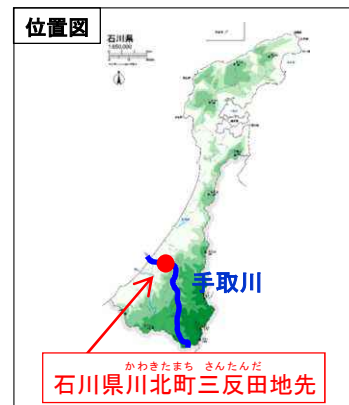 位置図
石川県
手取川
かわきたまち さんたんだ
石川県川北町三反田地先